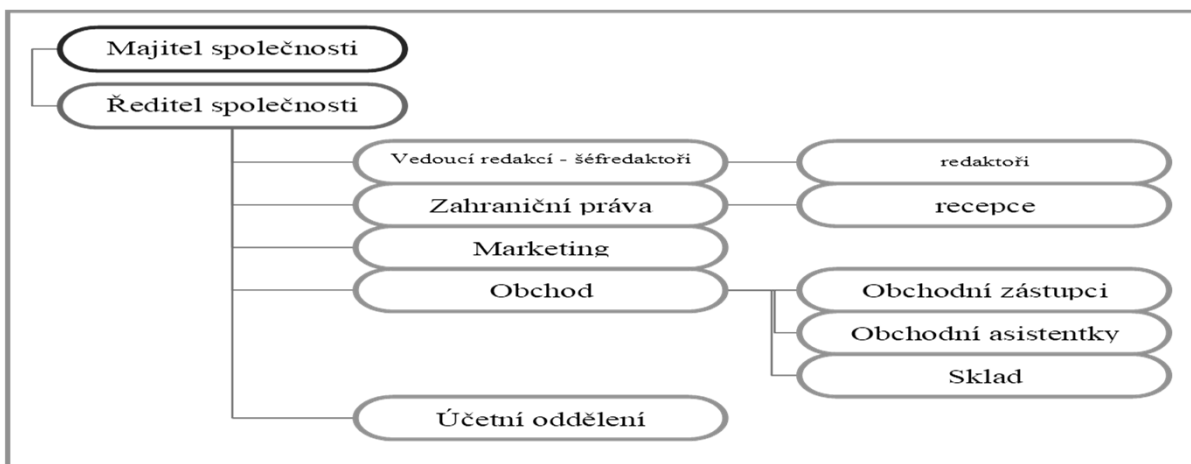 Majitel společnosti
Ředitel společnosti
Vedoucí redakcí - šéfredaktoři
redaktoři
Zahraniční práva
recepce
Marketing
Obchod
Obchodní zástupci
Obchodní asistentky
Sklad
Účetní oddělení